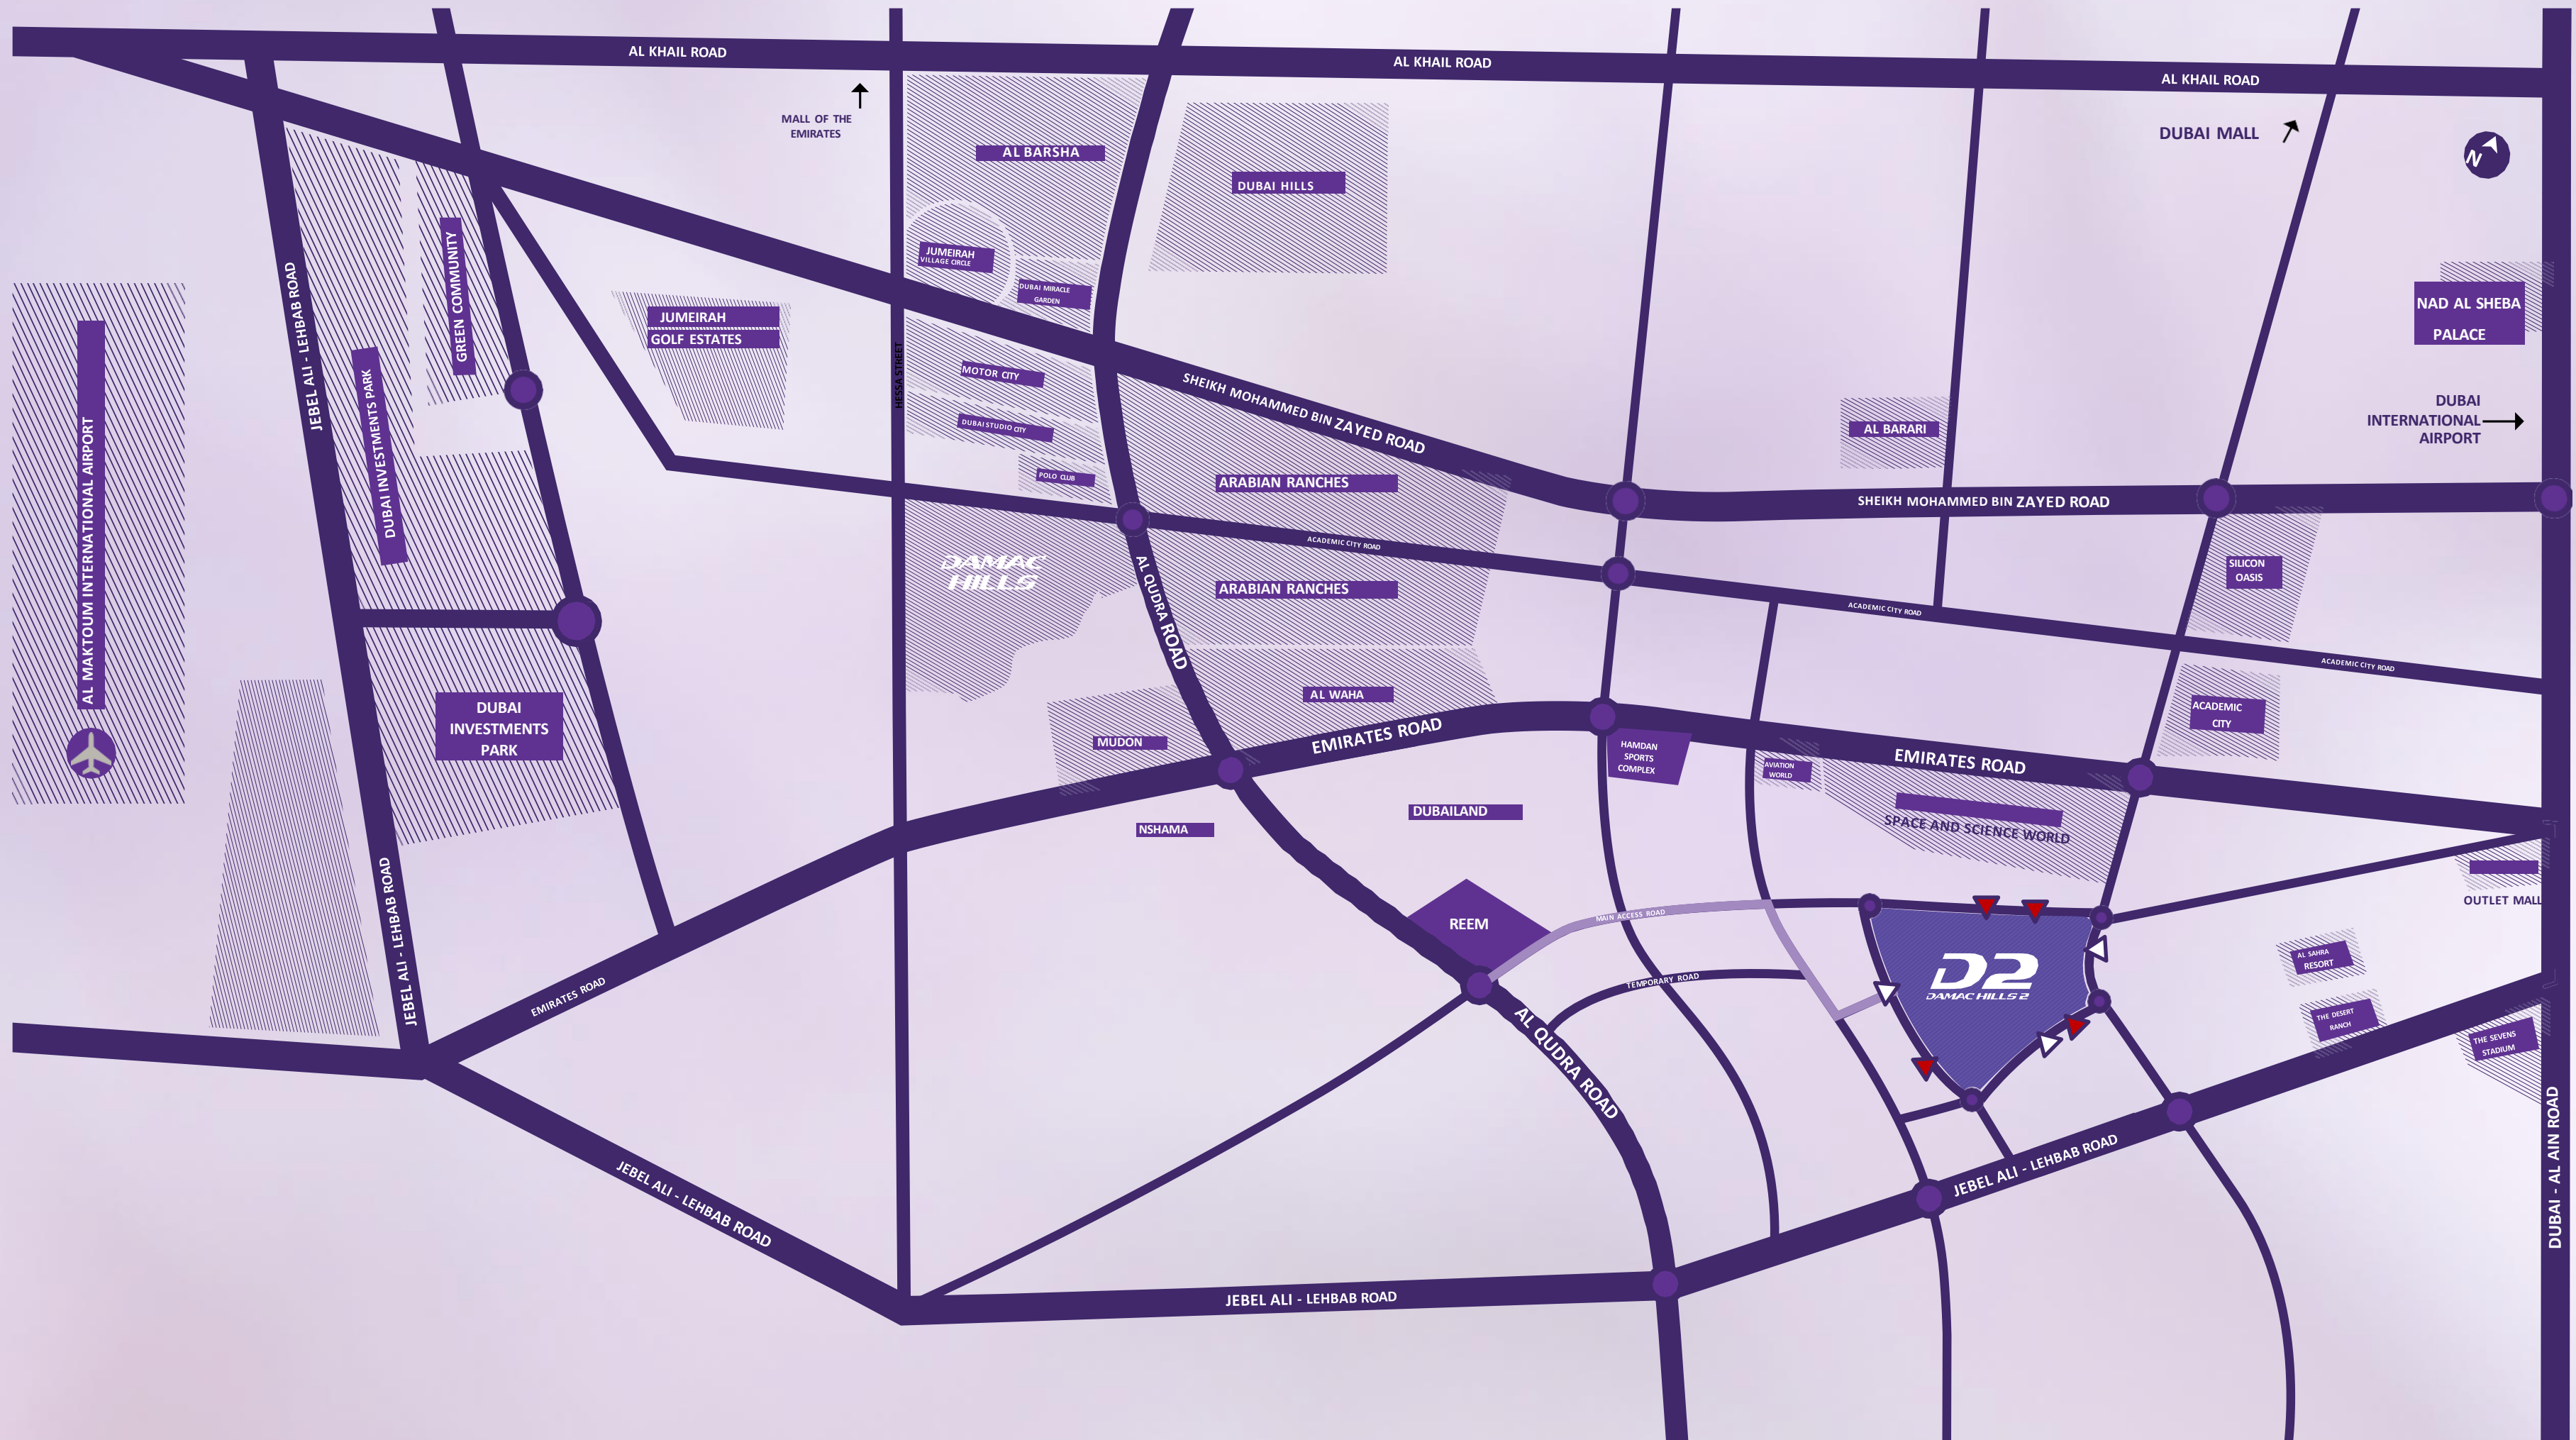 AL KHAIL ROAD
AL KHAIL ROAD
AL KHAIL ROAD
MALL OF THE
EMIRATES
DUBAI MALL
N
AL BARSHA
DUBAI HILLS
JUMEIRAH
VILLAGE CIRCLE
DUBAI MIRACLE
GARDEN
JEBEL ALI - LEHBAB ROAD
GREEN COMMUNITY
DUBAI INVESTMENTS PARK
JUMEIRAH
GOLF ESTATES
HESSA STREET
MOTOR CITY
DUBAI STUDIO CITY
POLO CLUB
SHEIKH MOHAMMED BIN ZAYED ROAD
NAD AL SHEBA
PALACE
DUBAI
INTERNATIONAL
AIRPORT
AL BARARI
ARABIAN RANCHES
SHEIKH MOHAMMED BIN ZAYED ROAD
ACADEMIC CITY ROAD
AL MAKTOUM INTERNATIONAL AIRPORT
DAMAC
HILLS
AL QUDRA ROAD
ARABIAN RANCHES
ACADEMIC CITY ROAD
SILICON
OASIS
ACADEMIC CITY ROAD
AL WAHA
ACADEMIC
CITY
DUBAI
INVESTMENTS
PARK
MUDON
EMIRATES ROAD
HAMDAN
SPORTS
COMPLEX
AVIATION
WORLD
EMIRATES ROAD
DUBAILAND
NSHAMA
SPACE AND SCIENCE WORLD
OUTLET MALL
REEM
MAIN ACCESS ROAD
JEBEL ALI - LEHBAB ROAD
EMIRATES ROAD
TEMPORARY ROAD
D2
DAMAC HILLS 2
AL SAHRA
RESORT
THE DESERT
RANCH
THE SEVENS
STADIUM
AL QUDRA ROAD
DUBAI - AL AIN ROAD
JEBEL ALI - LEHBAB ROAD
JEBEL ALI - LEHBAB ROAD
JEBEL ALI - LEHBAB ROAD